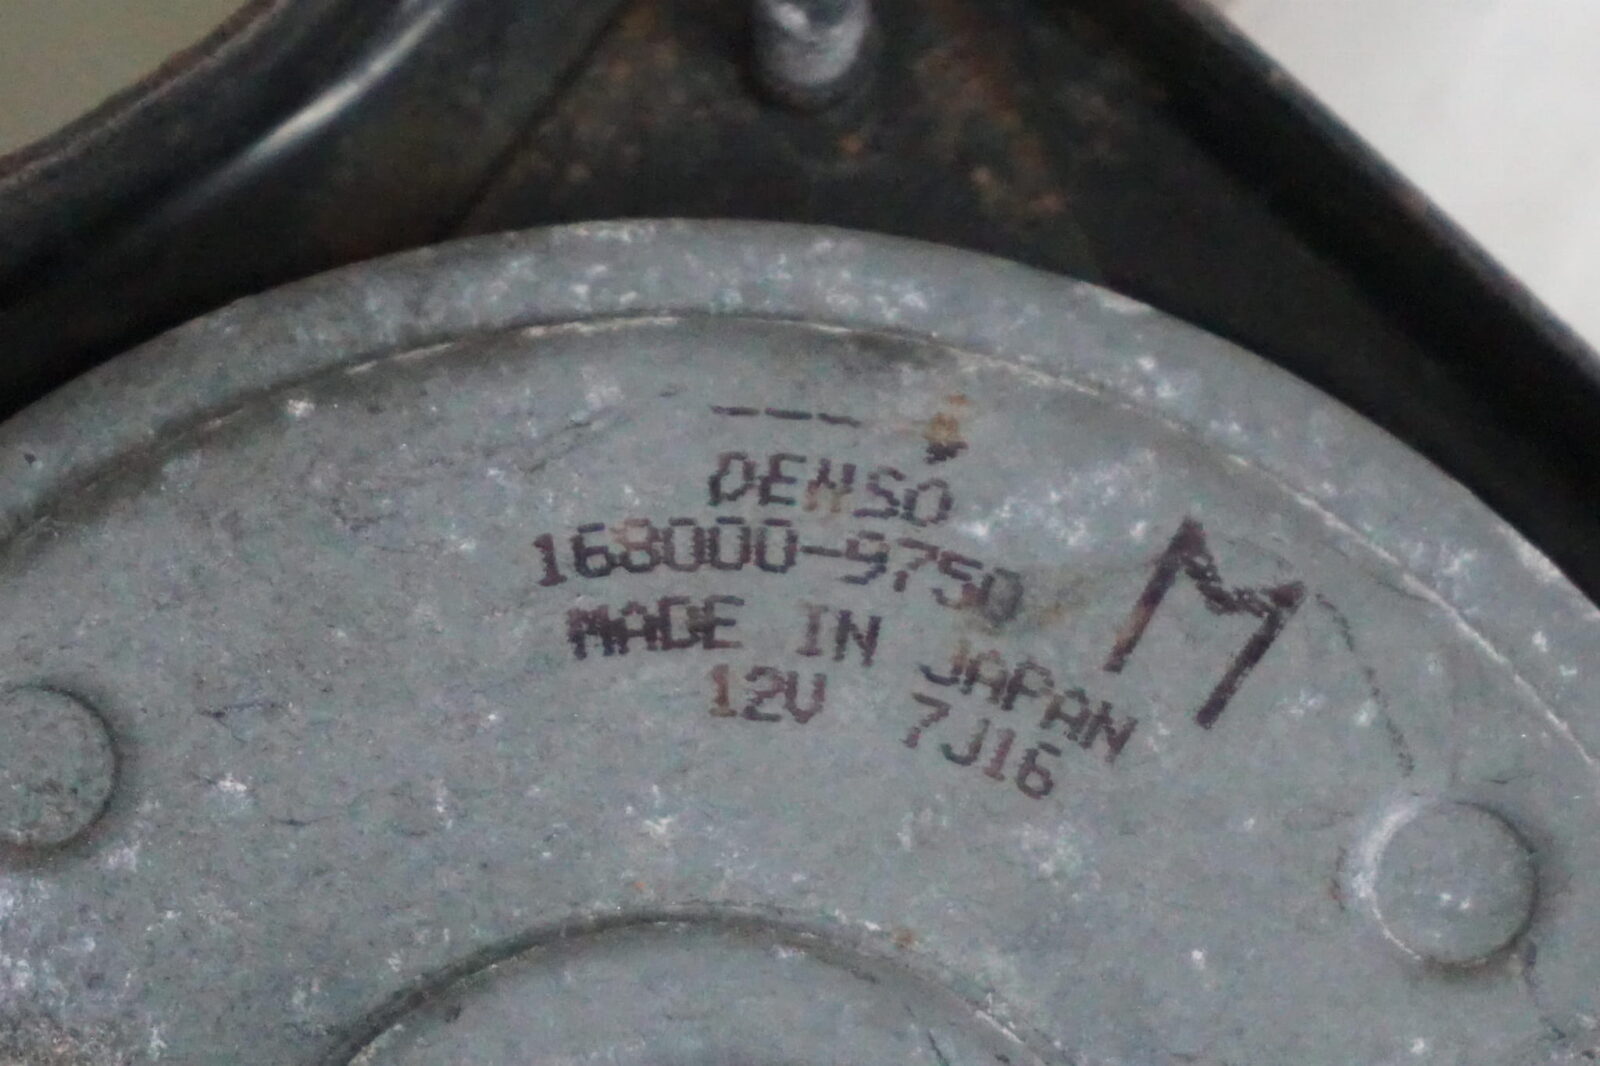 ---
DENSO
168000-9750
MADE IN JAPAN
12V 7J16
M